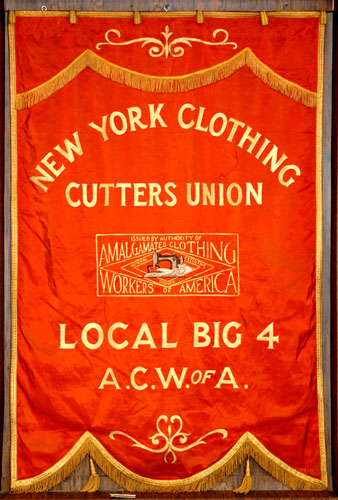 NEW YORK CLOTHING
CUTTERS UNION
ISSUED BY AUTHORITY OF
AMALGAMATED CLOTHING
WORKERS OF AMERICA
LOCAL BIG 4
A.C.W. OF A.